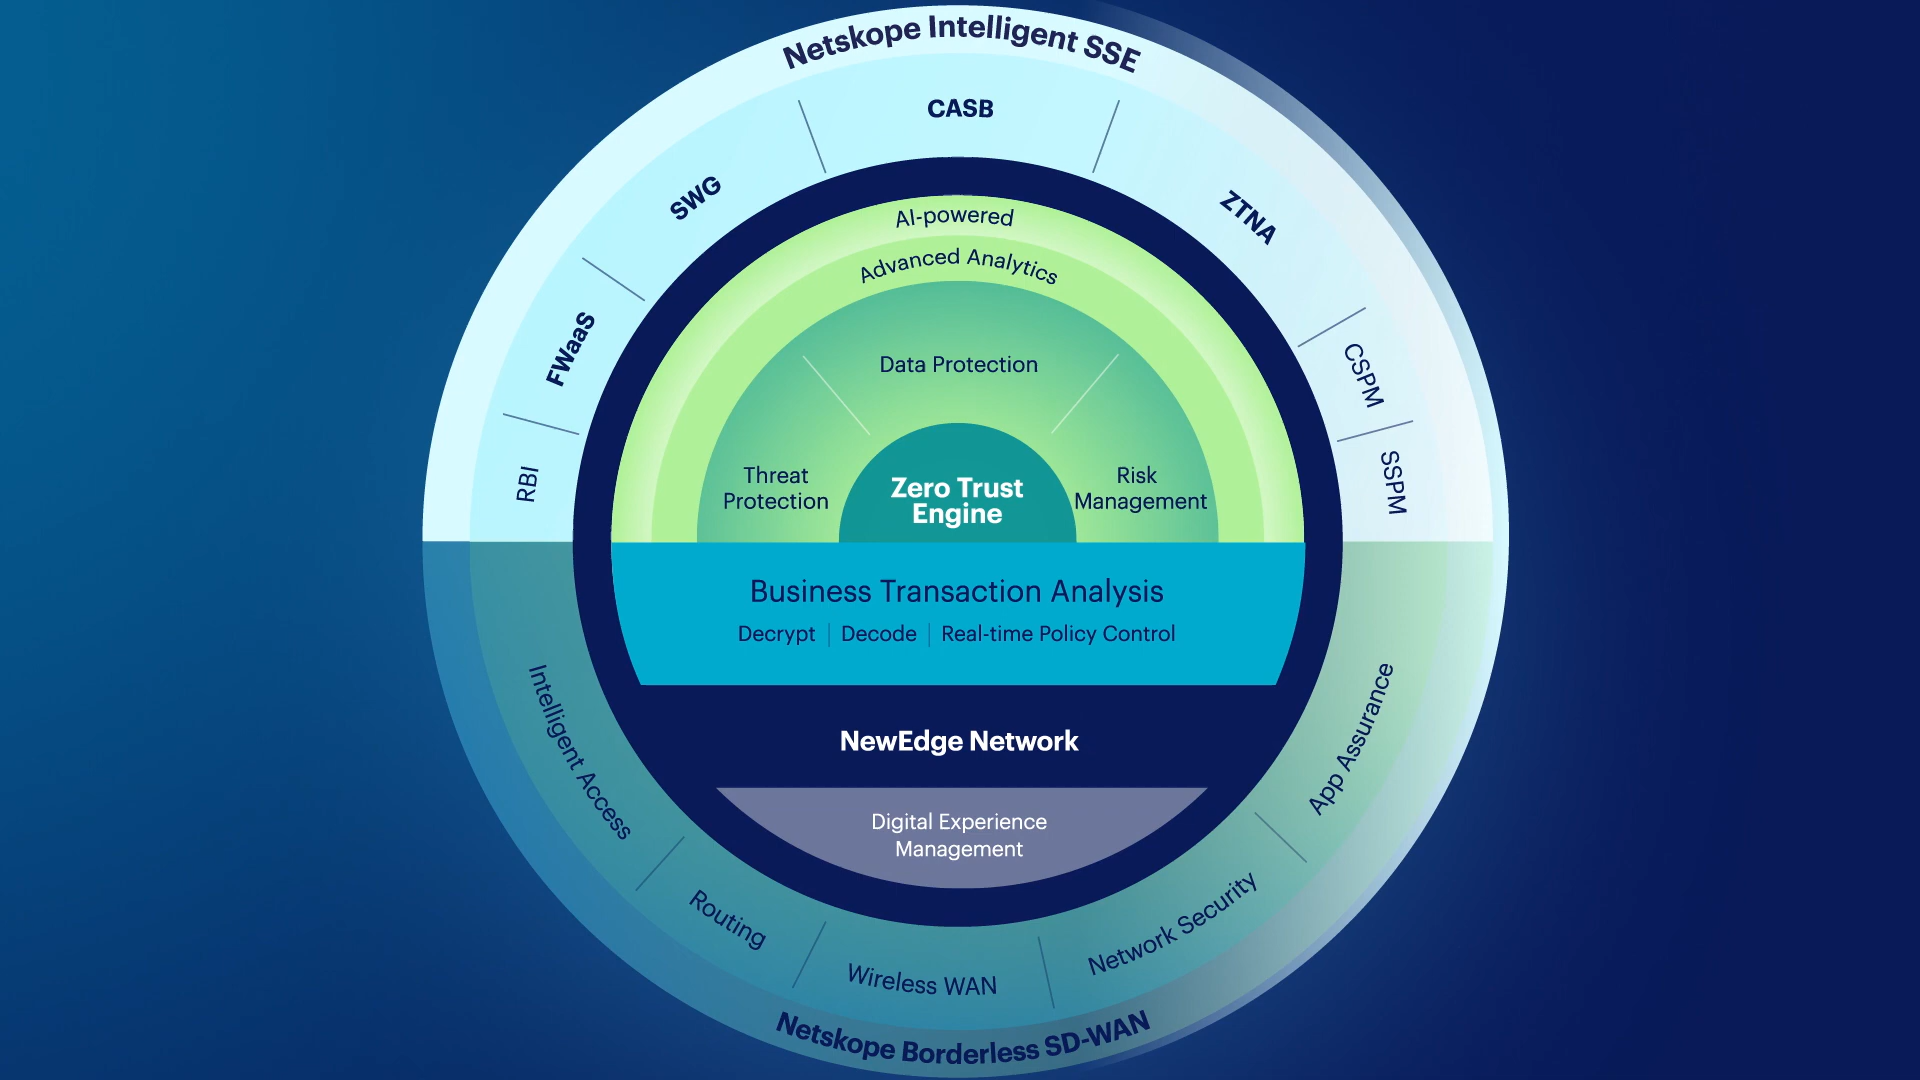 Netskope Intelligent SSE
CASB
SWG
ZTNA
FWaaS
CSPM
RBI
SSPM
AI-powered
Advanced Analytics
Data Protection
Threat
Protection
Risk
Management
Zero Trust
Engine
Business Transaction Analysis
Decrypt | Decode | Real-time Policy Control
NewEdge Network
Digital Experience
Management
Intelligent Access
Routing
Wireless WAN
Network Security
App Assurance
Netskope Borderless SD-WAN